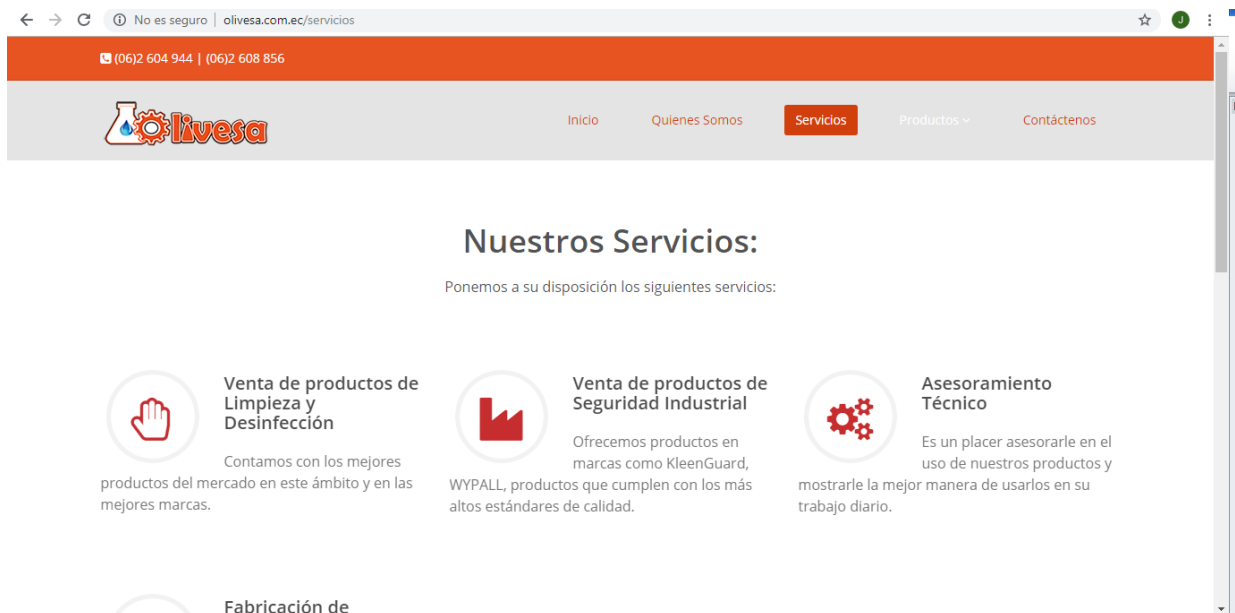 No es seguro | olivesa.com.ec/servicios
J
(06)2 604 944 | (06)2 608 856
Olivesa
Inicio
Quienes Somos
Servicios
Productos
Contáctenos
Nuestros Servicios:
Ponemos a su disposición los siguientes servicios:
Venta de productos de
Limpieza y
Desinfección
Contamos con los mejores
productos del mercado en este ámbito y en las
mejores marcas.
Venta de productos de
Seguridad Industrial
Ofrecemos productos en
marcas como KleenGuard,
WYPALL, productos que cumplen con los más
altos estándares de calidad.
Asesoramiento
Técnico
Es un placer asesorarle en el
uso de nuestros productos y
mostrarle la mejor manera de usarlos en su
trabajo diario.
Fabricación de